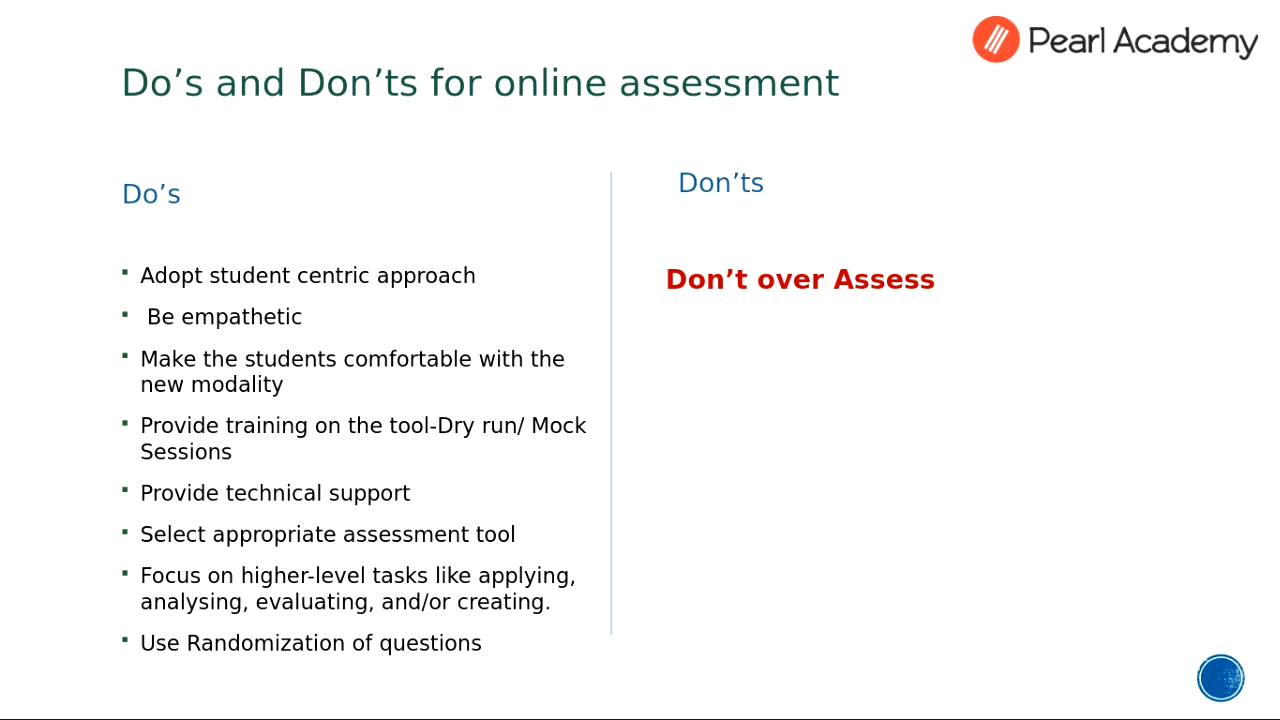 Pearl Academy
Do’s and Don’ts for online assessment
Do’s
Adopt student centric approach
Be empathetic
Make the students comfortable with the
new modality
Provide training on the tool-Dry run/ Mock
Sessions
Provide technical support
Select appropriate assessment tool
Focus on higher-level tasks like applying,
analysing, evaluating, and/or creating.
Use Randomization of questions
Don’ts
Don’t over Assess